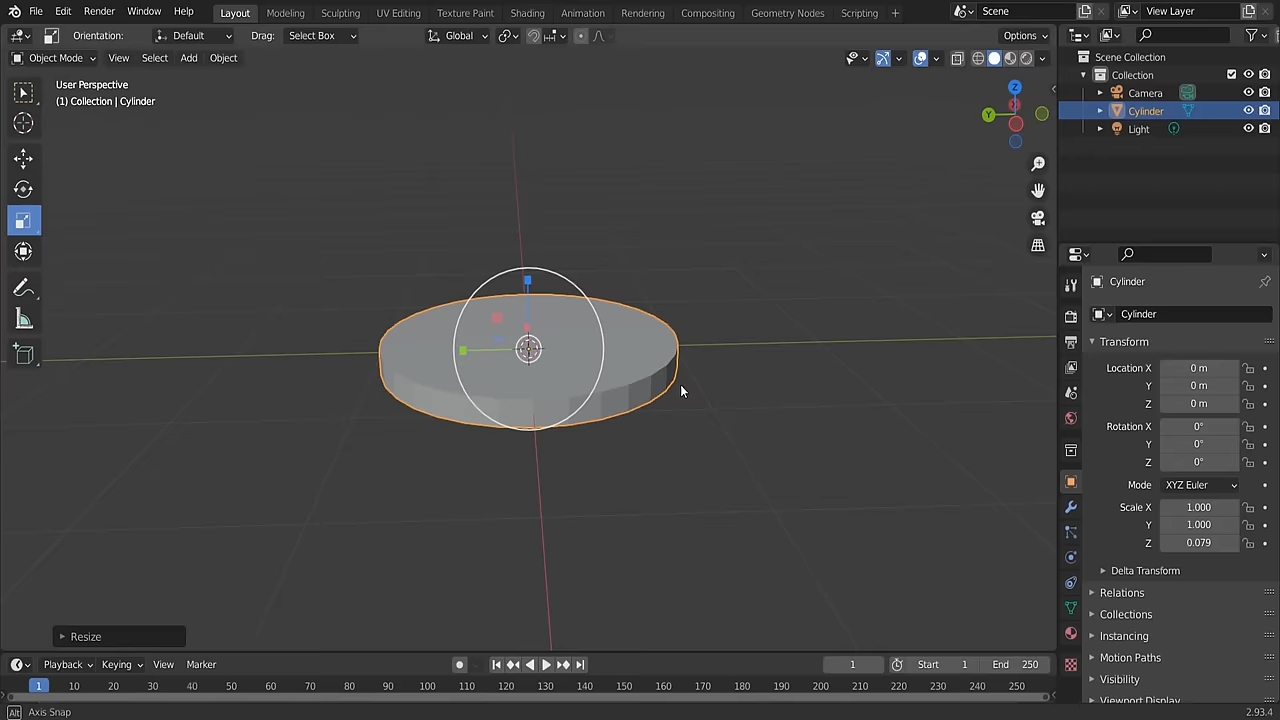 File Edit Render Window Help Layout Modeling Sculpting UV Editing Texture Paint Shading Animation Rendering Compositing Geometry Nodes Scripting + Scene View Layer
Orientation: Default Drag: Select Box Global Options
Object Mode View Select Add Object
Scene Collection
Collection
Camera
Cylinder
Light
User Perspective
(1) Collection | Cylinder
Z
X
Y
Cylinder
Cylinder
Transform
Location X 0 m
Y 0 m
Z 0 m
Rotation X 0°
Y 0°
Z 0°
Mode XYZ Euler
Scale X 1.000
Y 1.000
Z 0.079
Delta Transform
Relations
Collections
Instancing
Motion Paths
Visibility
Viewport Display
Resize
Playback Keying View Marker 1 Start 1 End 250
1 10 20 30 40 50 60 70 80 90 100 110 120 130 140 150 160 170 180 190 200 210 220 230 240 250
Alt Axis Snap 2.93.4